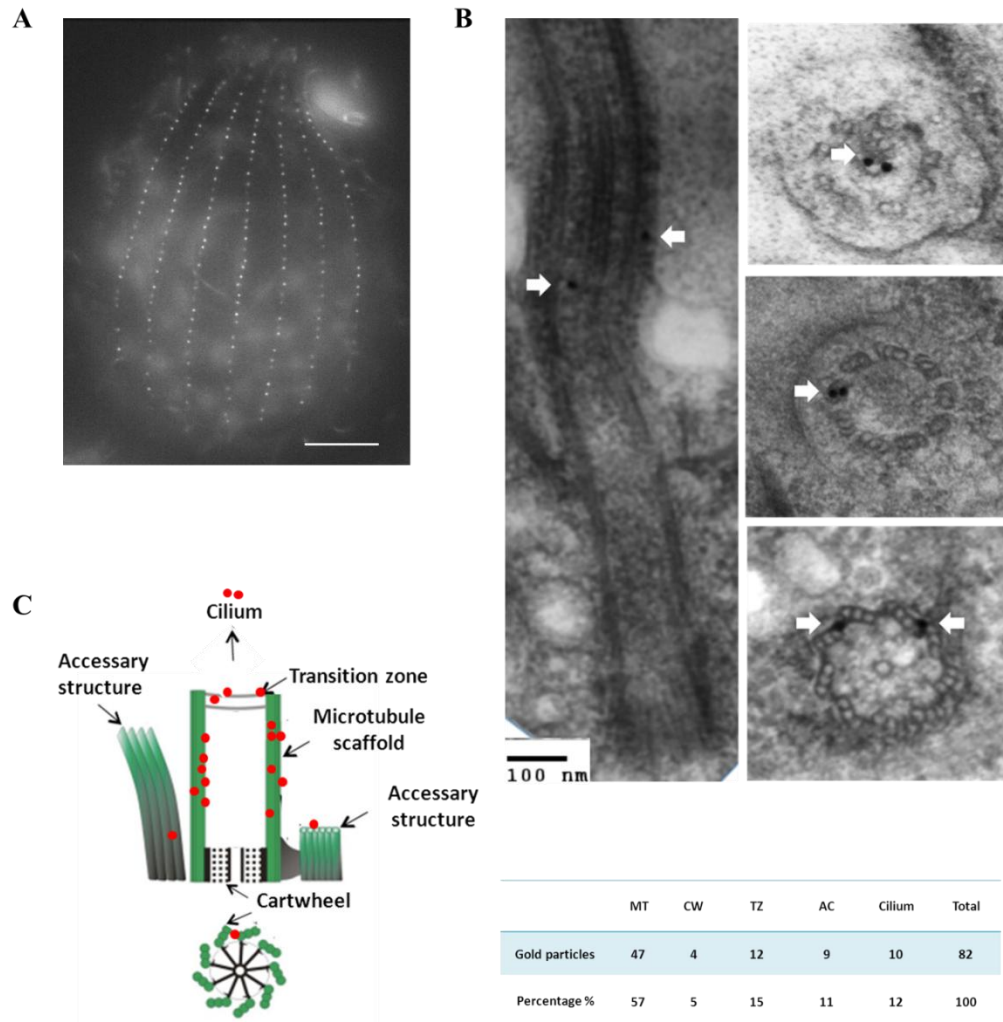 A
B
100 nm
C
Cilium
Accessary
structure
Transition zone
Microtubule
scaffold
Accessary
structure
Cartwheel
MT CW TZ AC Cilium Total
Gold particles 47 4 12 9 10 82
Percentage % 57 5 15 11 12 100